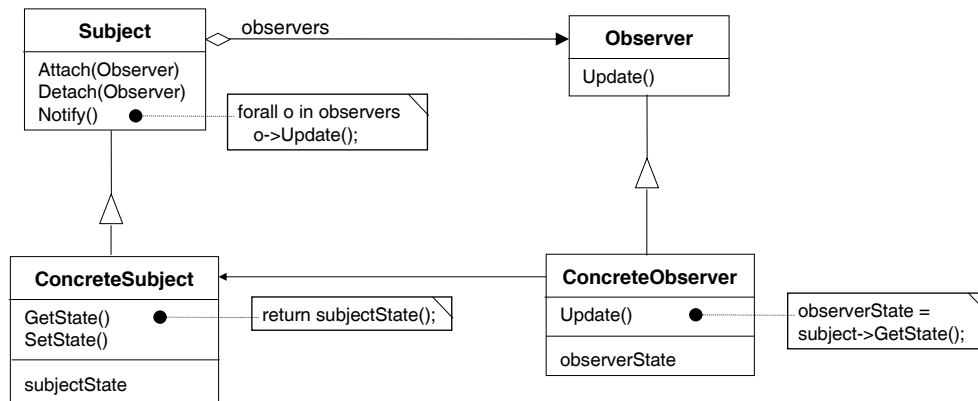 Subject
observers
Observer
Attach(Observer)
Detach(Observer)
Notify()
Update()
forall o in observers
o->Update();
ConcreteSubject
ConcreteObserver
GetState()
SetState()
return subjectState();
Update()
observerState =
subject->GetState();
subjectState
observerState